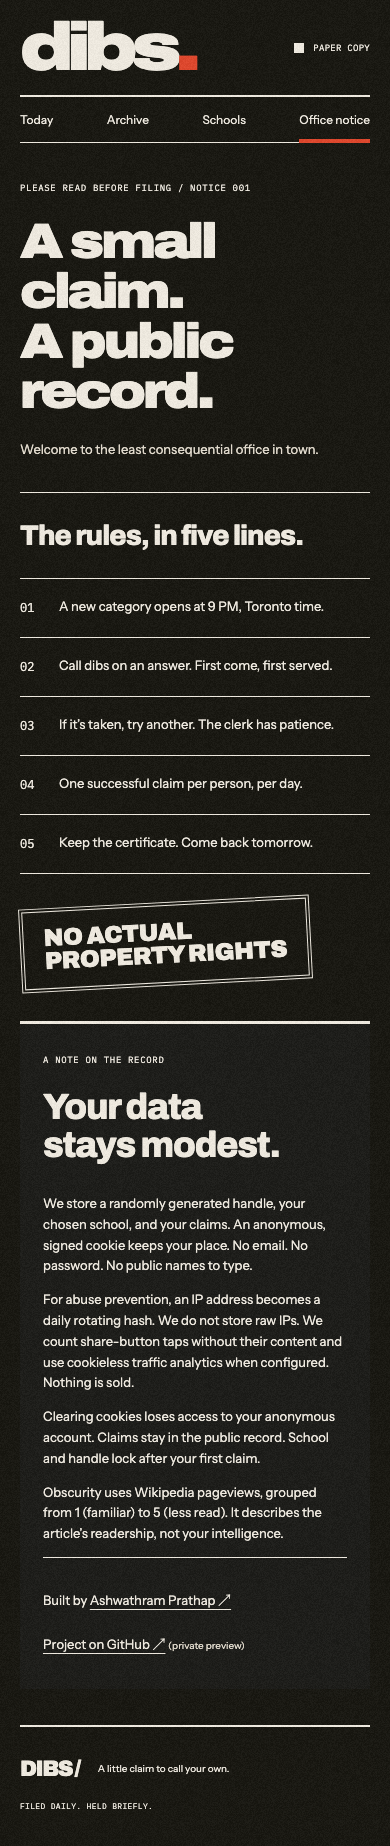 dibs.
PAPER COPY
Today Archive Schools Office notice
PLEASE READ BEFORE FILING / NOTICE 001
A small
claim.
A public
record.
Welcome to the least consequential office in town.
The rules, in five lines.
01 A new category opens at 9 PM, Toronto time.
02 Call dibs on an answer. First come, first served.
03 If it's taken, try another. The clerk has patience.
04 One successful claim per person, per day.
05 Keep the certificate. Come back tomorrow.
NO ACTUAL
PROPERTY RIGHTS
A NOTE ON THE RECORD
Your data
stays modest.
We store a randomly generated handle, your
chosen school, and your claims. An anonymous,
signed cookie keeps your place. No email. No
password. No public names to type.
For abuse prevention, an IP address becomes a
daily rotating hash. We do not store raw IPs. We
count share-button taps without their content and
use cookieless traffic analytics when configured.
Nothing is sold.
Clearing cookies loses access to your anonymous
account. Claims stay in the public record. School
and handle lock after your first claim.
Obscurity uses Wikipedia pageviews, grouped
from 1 (familiar) to 5 (less read). It describes the
article's readership, not your intelligence.
Built by Ashwathram Prathap ↗
Project on GitHub ↗ (private preview)
DIBS/ A little claim to call your own.
FILED DAILY. HELD BRIEFLY.